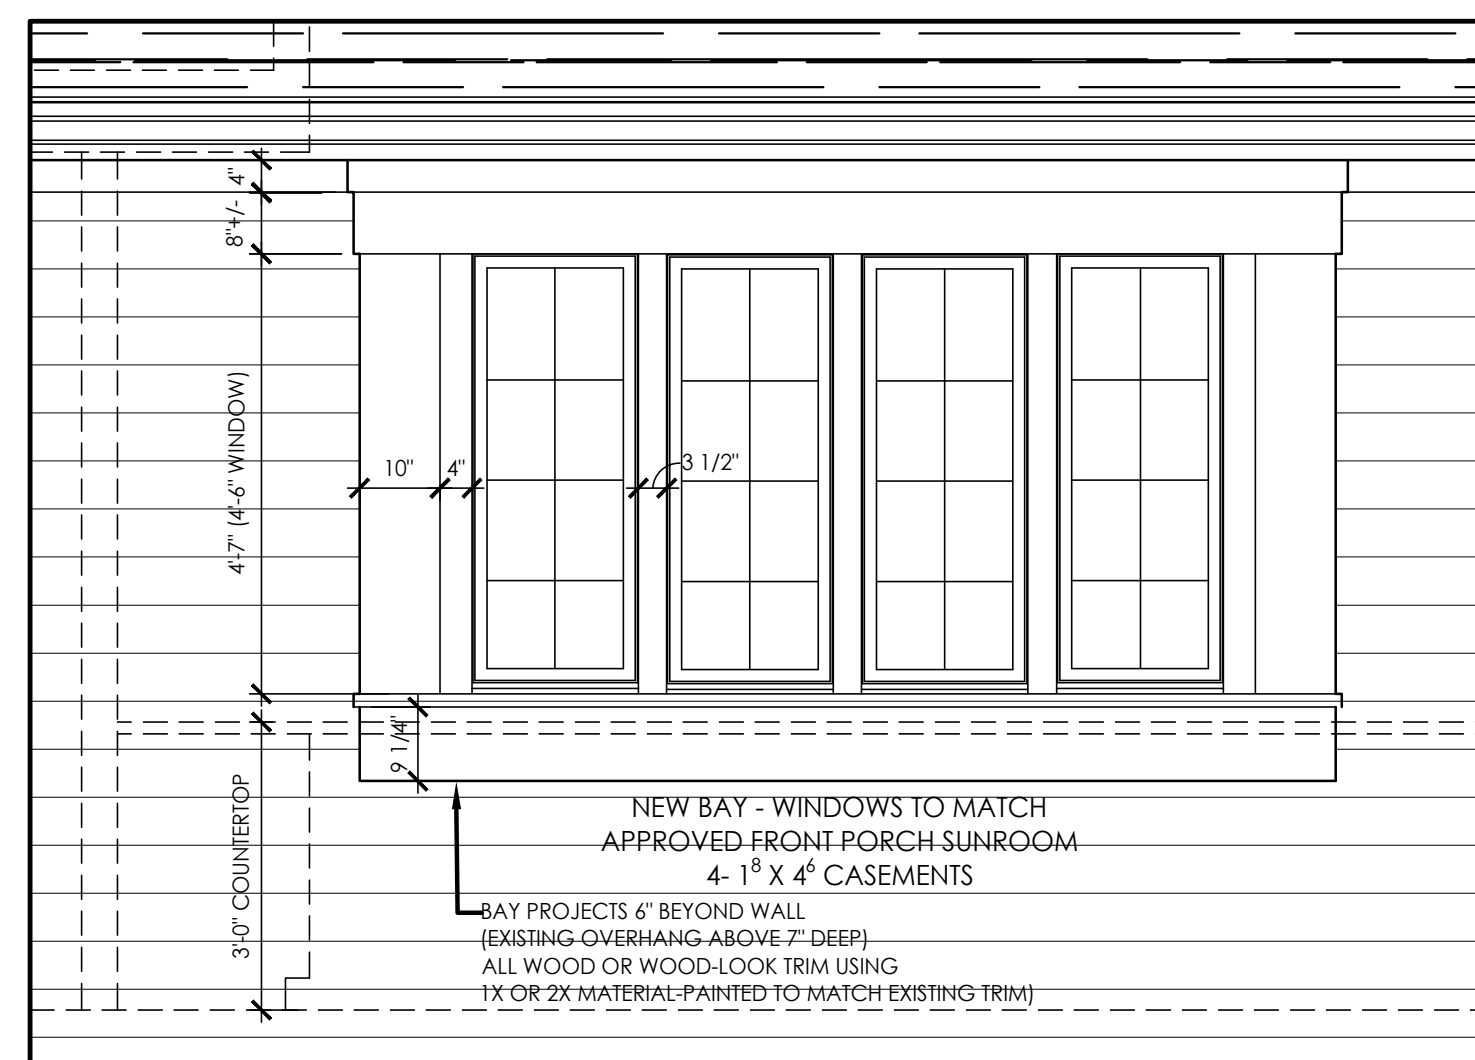 4"
8"+/-
4'-7" (4'-6" WINDOW)
10"
4"
3 1/2"
9 1/4"
3'-0" COUNTERTOP
NEW BAY - WINDOWS TO MATCH
APPROVED FRONT PORCH SUNROOM
4- 1⁸ X 4⁶ CASEMENTS
BAY PROJECTS 6" BEYOND WALL
(EXISTING OVERHANG ABOVE 7" DEEP)
ALL WOOD OR WOOD-LOOK TRIM USING
1X OR 2X MATERIAL-PAINTED TO MATCH EXISTING TRIM)